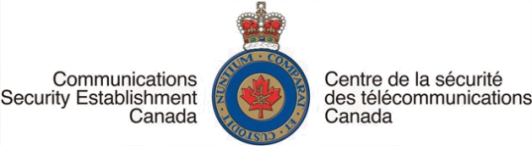 Communications
Security Establishment
Canada
NUNTIUM · COMPARAT · ET · CUSTODIT
Centre de la sécurité
des télécommunications
Canada